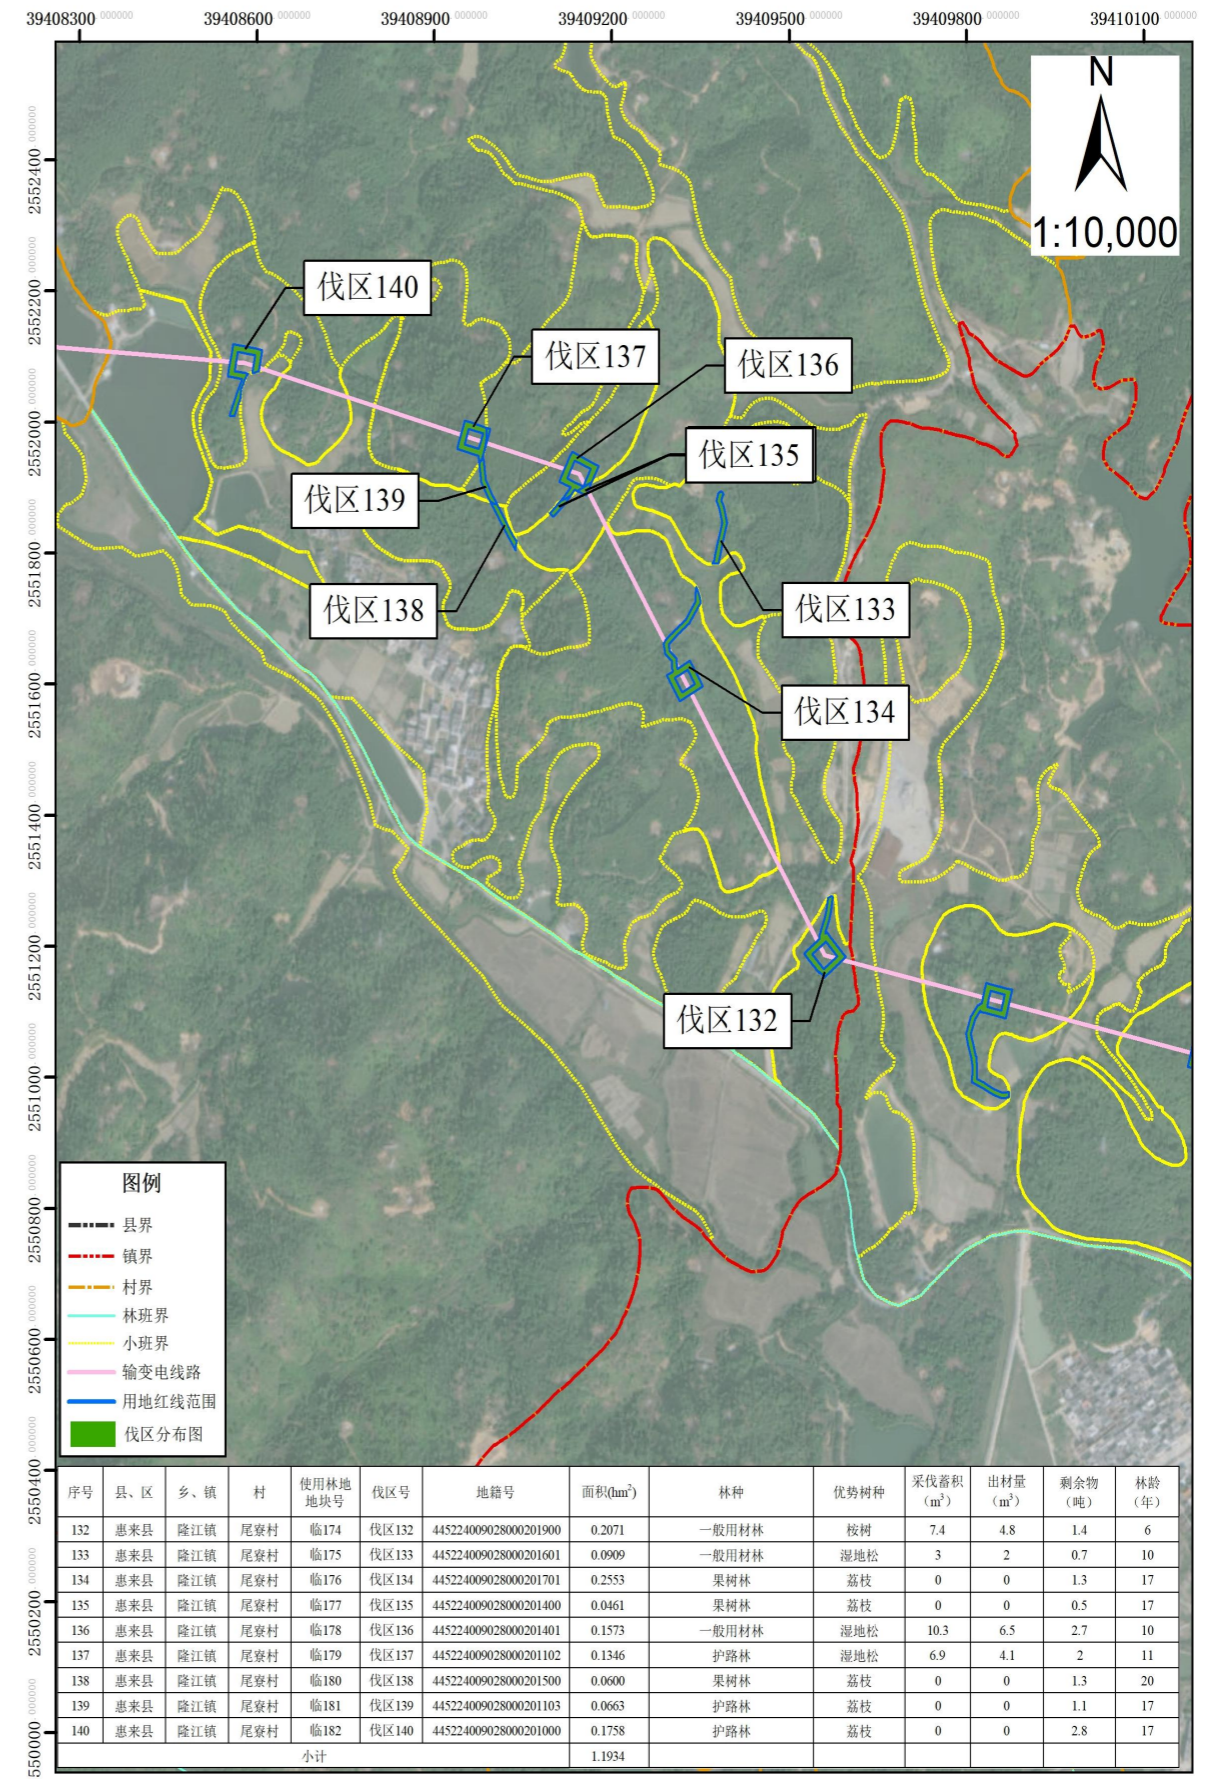 39408300.000000 39408600.000000 39408900.000000 39409200.000000 39409500.000000 39409800.000000 39410100.000000
2552400.000000
2552200.000000
2552000.000000
2551800.000000
2551600.000000
2551400.000000
2551200.000000
2551000.000000
2550800.000000
2550600.000000
2550400.000000
2550200.000000
550000.000000
N
1:10,000
伐区140
伐区137
伐区136
伐区135
伐区139
伐区138
伐区133
伐区134
伐区132
图例
县界
镇界
村界
林班界
小班界
输变电线路
用地红线范围
伐区分布图
序号 县、区 乡、镇 村 使用林地地块号 伐区号 地籍号 面积(hm²) 林种 优势树种 采伐蓄积（m³） 出材量（m³） 剩余物（吨） 林龄（年）
132 惠来县 隆江镇 尾寮村 临174 伐区132 445224009028000201900 0.2071 一般用材林 桉树 7.4 4.8 1.4 6
133 惠来县 隆江镇 尾寮村 临175 伐区133 445224009028000201601 0.0909 一般用材林 湿地松 3 2 0.7 10
134 惠来县 隆江镇 尾寮村 临176 伐区134 445224009028000201701 0.2553 果树林 荔枝 0 0 1.3 17
135 惠来县 隆江镇 尾寮村 临177 伐区135 445224009028000201400 0.0461 果树林 荔枝 0 0 0.5 17
136 惠来县 隆江镇 尾寮村 临178 伐区136 445224009028000201401 0.1573 一般用材林 湿地松 10.3 6.5 2.7 10
137 惠来县 隆江镇 尾寮村 临179 伐区137 445224009028000201102 0.1346 护路林 湿地松 6.9 4.1 2 11
138 惠来县 隆江镇 尾寮村 临180 伐区138 445224009028000201500 0.0600 果树林 荔枝 0 0 1.3 20
139 惠来县 隆江镇 尾寮村 临181 伐区139 445224009028000201103 0.0663 护路林 荔枝 0 0 1.1 17
140 惠来县 隆江镇 尾寮村 临182 伐区140 445224009028000201000 0.1758 护路林 荔枝 0 0 2.8 17
小计 1.1934